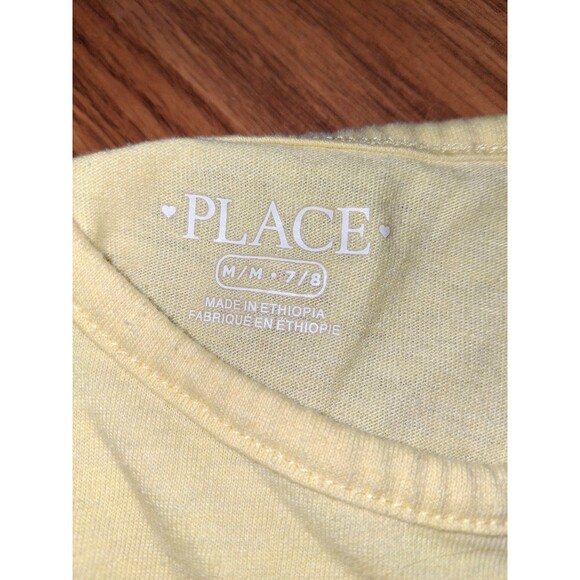 ♥PLACE♥
M/M • 7/8
MADE IN ETHIOPIA
FABRIQUÉ EN ÉTHIOPIE